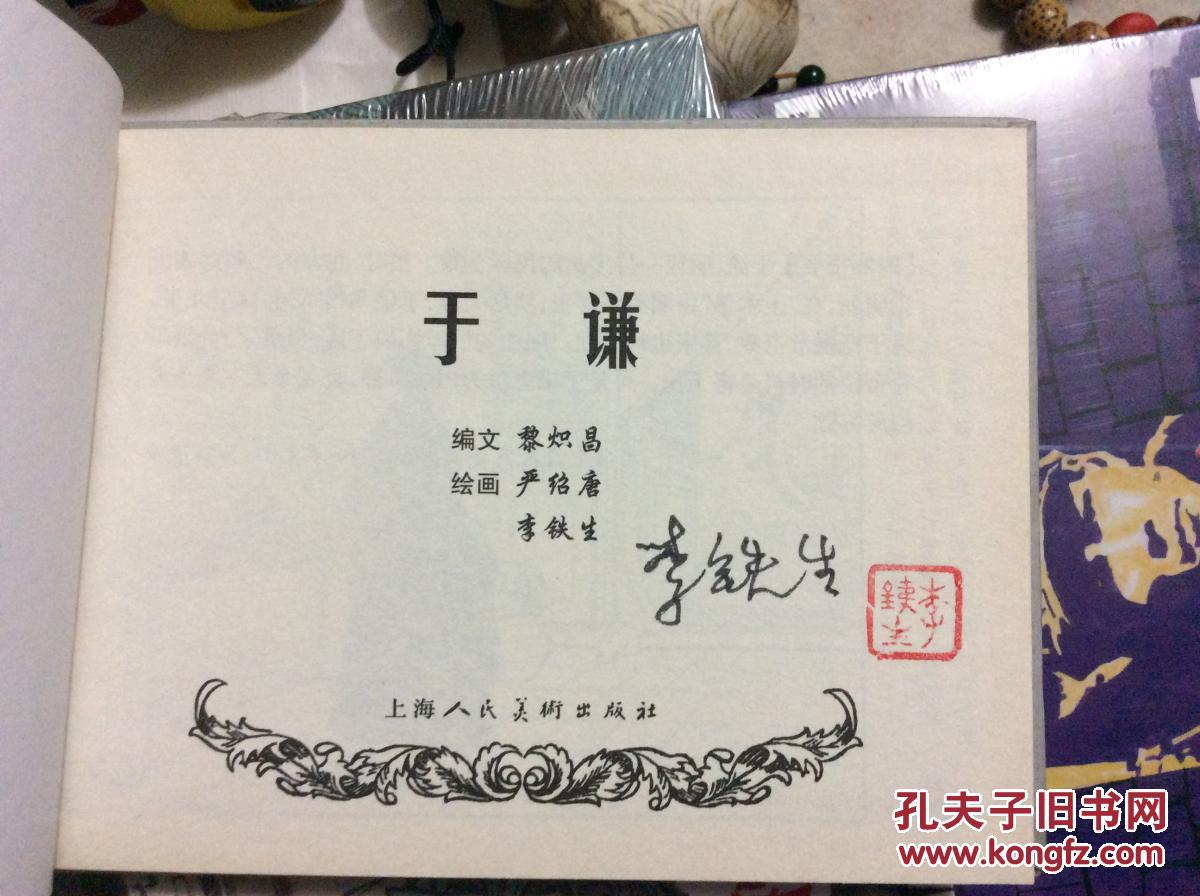 于 谦
编文 黎炽昌
绘画 严绍唐
李铁生
李铁生
李鐵生
上海人民美術出版社
孔夫子旧书网
www.kongfz.com